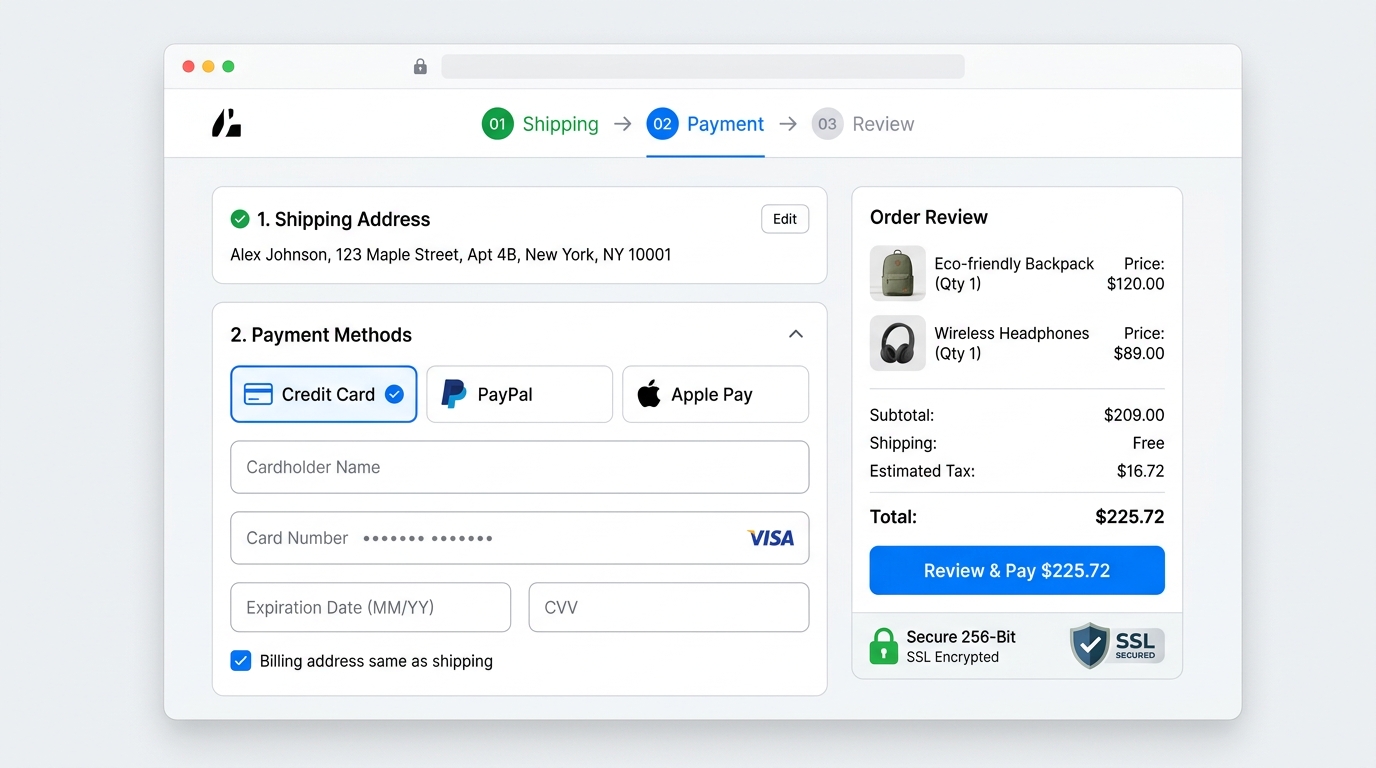 01 Shipping → 02 Payment → 03 Review
1. Shipping Address
Edit
Alex Johnson, 123 Maple Street, Apt 4B, New York, NY 10001
2. Payment Methods
Credit Card
PayPal
Apple Pay
Cardholder Name
Card Number ••••••• •••••••
VISA
Expiration Date (MM/YY)
CVV
Billing address same as shipping
Order Review
Eco-friendly Backpack
(Qty 1)
Price:
$120.00
Wireless Headphones
(Qty 1)
Price:
$89.00
Subtotal: $209.00
Shipping: Free
Estimated Tax: $16.72
Total: $225.72
Review & Pay $225.72
Secure 256-Bit
SSL Encrypted
SSL
SECURED